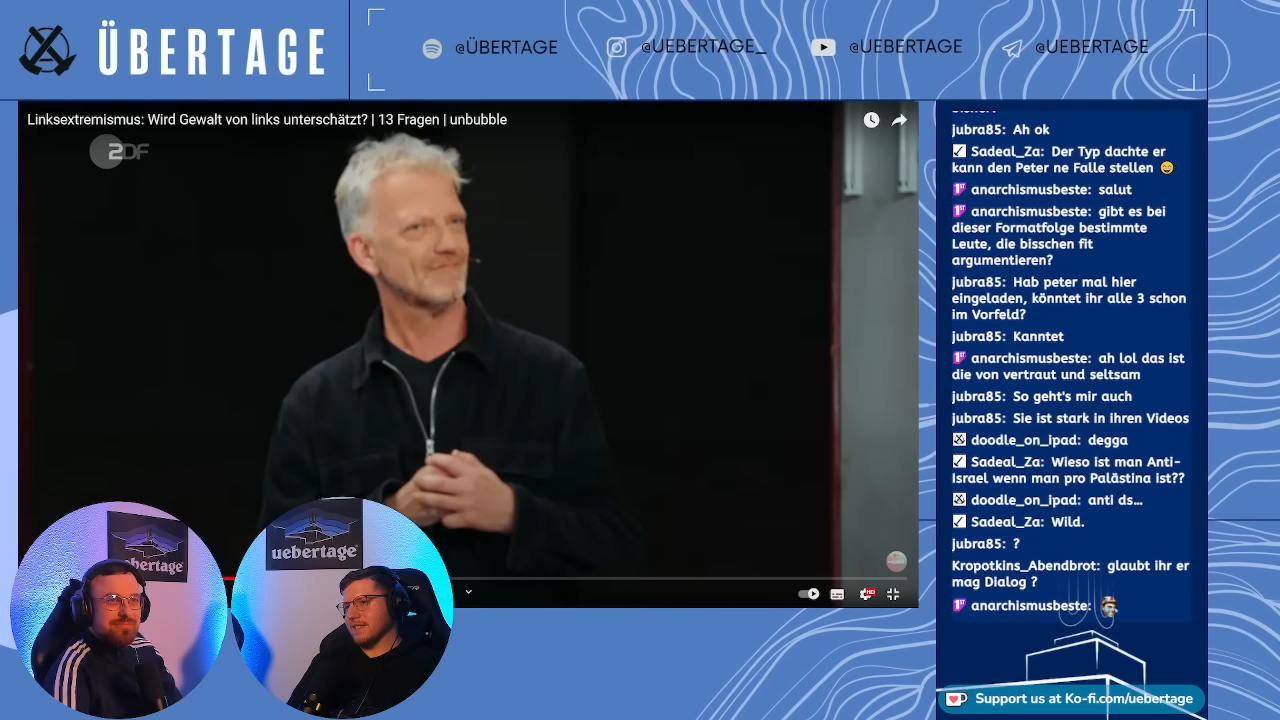 ÜBERTAGE
@ÜBERTAGE
@UEBERTAGE_
@UEBERTAGE
@UEBERTAGE
Linksextremismus: Wird Gewalt von links unterschätzt? | 13 Fragen | unbubble
2DF
HD
uebertage
uebertage
jubra85: Ah ok
Sadeal_Za: Der Typ dachte er
kann den Peter ne Falle stellen 😄
anarchismusbeste: salut
anarchismusbeste: gibt es bei
dieser Formatfolge bestimmte
Leute, die bisschen fit
argumentieren?
jubra85: Hab peter mal hier
eingeladen, könntet ihr alle 3 schon
im Vorfeld?
jubra85: Kanntet
anarchismusbeste: ah lol das ist
die von vertraut und seltsam
jubra85: So geht's mir auch
jubra85: Sie ist stark in ihren Videos
doodle_on_ipad: degga
Sadeal_Za: Wieso ist man Anti-
Israel wenn man pro Palästina ist??
doodle_on_ipad: anti ds...
Sadeal_Za: Wild.
jubra85: ?
Kropotkins_Abendbrot: glaubt ihr er
mag Dialog ?
anarchismusbeste:
Support us at Ko-fi.com/uebertage